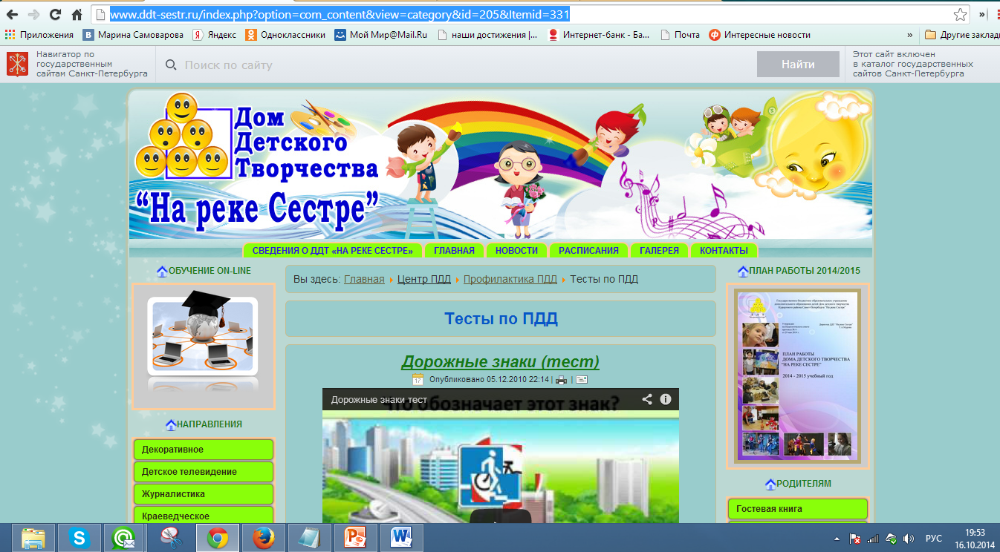 www.ddt-sestr.ru/index.php?option=com_content&view=category&id=205&Itemid=331
Приложения
Марина Самоварова
Яндекс
Одноклассники
Мой Мир@Mail.Ru
наши достижения |...
Интернет-банк - Ба...
Почта
Интересные новости
»
Другие заклад
Навигатор по
государственным
сайтам Санкт-Петербурга
Поиск по сайту
Найти
Этот сайт включен
в каталог государственных
сайтов Санкт-Петербурга
Дом
Детского
Творчества
“На реке Сестре”
СВЕДЕНИЯ О ДДТ «НА РЕКЕ СЕСТРЕ»
ГЛАВНАЯ
НОВОСТИ
РАСПИСАНИЯ
ГАЛЕРЕЯ
КОНТАКТЫ
ОБУЧЕНИЕ ON-LINE
НАПРАВЛЕНИЯ
Декоративное
Детское телевидение
Журналистика
Краеведческое
Вы здесь: Главная Центр ПДД Профилактика ПДД Тесты по ПДД
Тесты по ПДД
Дорожные знаки (тест)
17 Опубликовано 05.12.2010 22:14 | |
Дорожные знаки тест
Что обозначает этот знак?
ПЛАН РАБОТЫ 2014/2015
ПЛАН РАБОТЫ
ДОМА ДЕТСКОГО ТВОРЧЕСТВА
"НА РЕКЕ СЕСТРЕ"
2014 - 2015 учебный год
РОДИТЕЛЯМ
Гостевая книга
РУС
19:53
16.10.2014